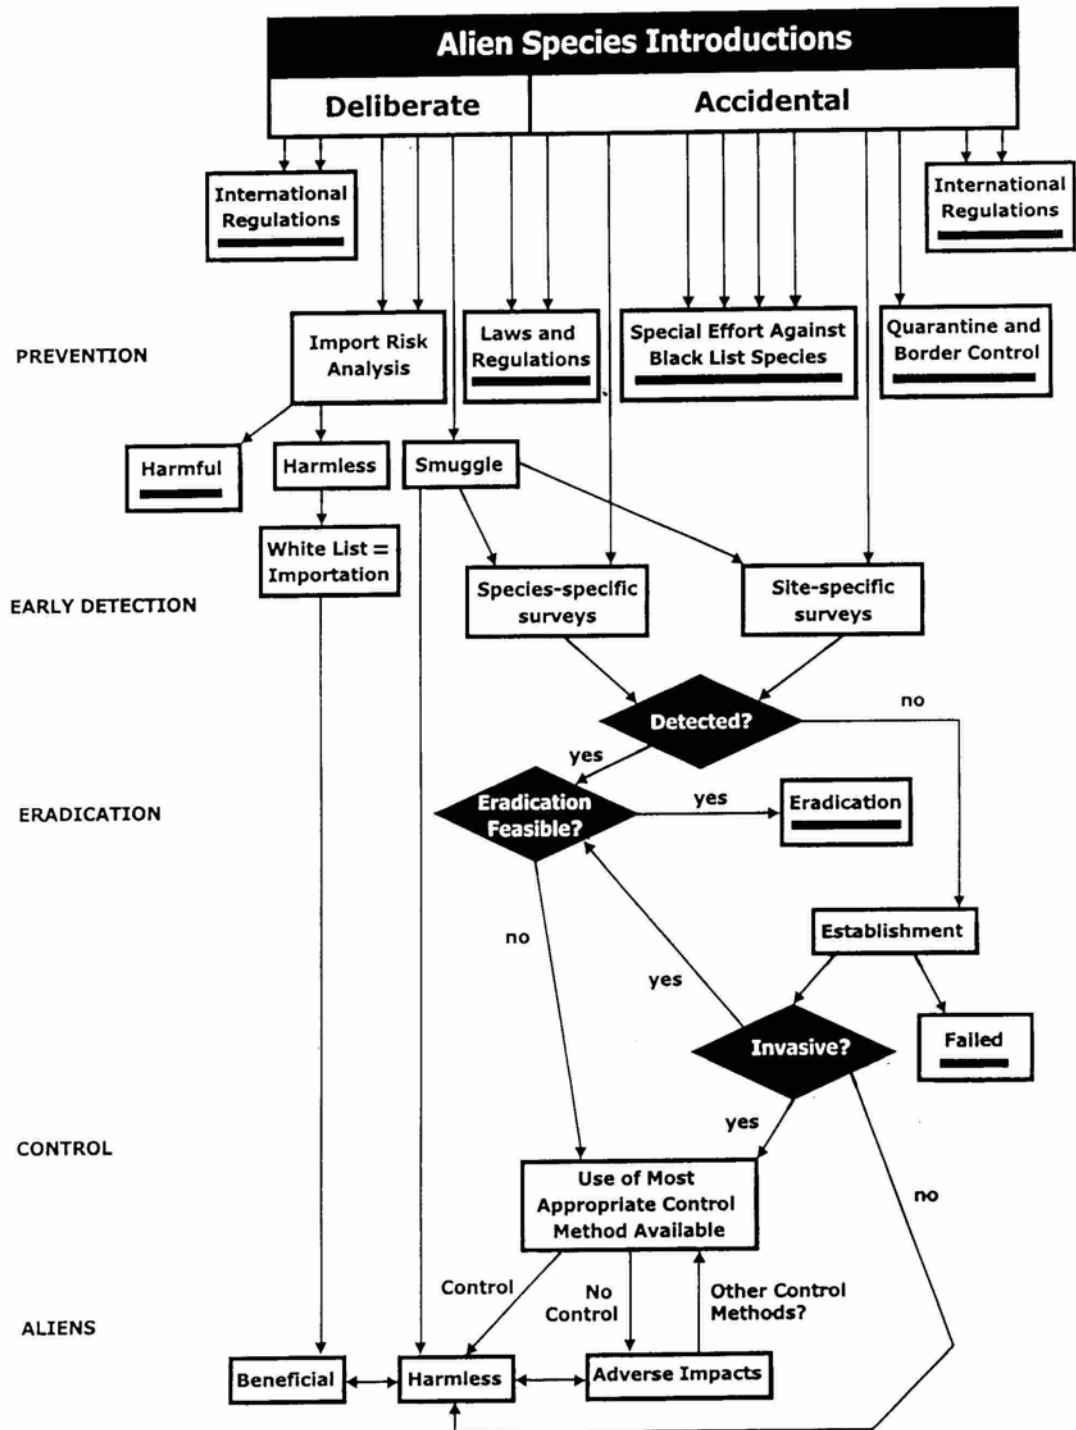 Alien Species Introductions
Deliberate
Accidental
International
Regulations
International
Regulations
PREVENTION
Import Risk
Analysis
Laws and
Regulations
Special Effort Against
Black List Species
Quarantine and
Border Control
Harmful
Harmless
Smuggle
White List =
Importation
EARLY DETECTION
Species-specific
surveys
Site-specific
surveys
Detected?
no
yes
ERADICATION
Eradication
Feasible?
yes
Eradication
no
Establishment
yes
Invasive?
Failed
CONTROL
yes
no
Use of Most
Appropriate Control
Method Available
Control
No
Control
Other Control
Methods?
ALIENS
Beneficial
Harmless
Adverse Impacts